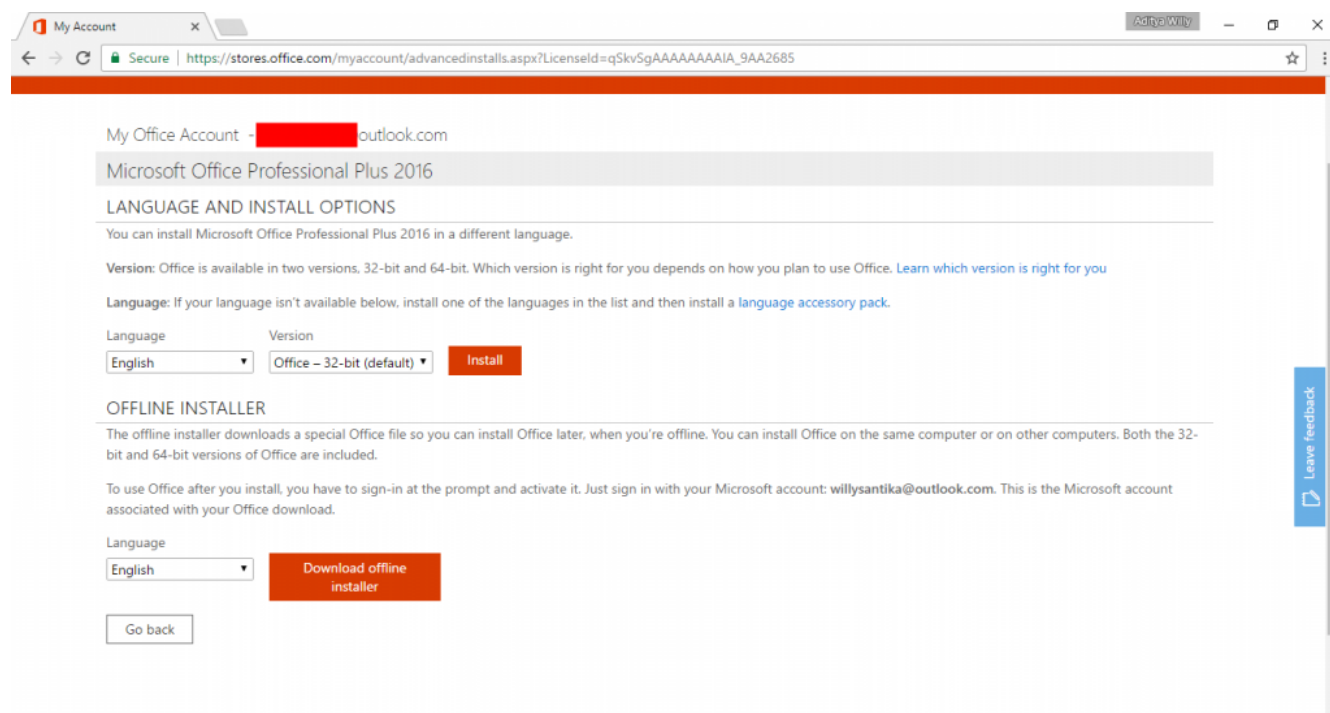 My Account
Aditya Willy
Secure | https://stores.office.com/myaccount/advancedinstalls.aspx?LicenseId=qSkvSgAAAAAAAAIA_9AA2685
My Office Account - outlook.com
Microsoft Office Professional Plus 2016
LANGUAGE AND INSTALL OPTIONS
You can install Microsoft Office Professional Plus 2016 in a different language.
Version: Office is available in two versions, 32-bit and 64-bit. Which version is right for you depends on how you plan to use Office. Learn which version is right for you
Language: If your language isn't available below, install one of the languages in the list and then install a language accessory pack.
Language Version
English Office – 32-bit (default) Install
OFFLINE INSTALLER
The offline installer downloads a special Office file so you can install Office later, when you're offline. You can install Office on the same computer or on other computers. Both the 32-
bit and 64-bit versions of Office are included.
To use Office after you install, you have to sign-in at the prompt and activate it. Just sign in with your Microsoft account: willysantika@outlook.com. This is the Microsoft account
associated with your Office download.
Language
English
Download offline
installer
Go back
Leave feedback